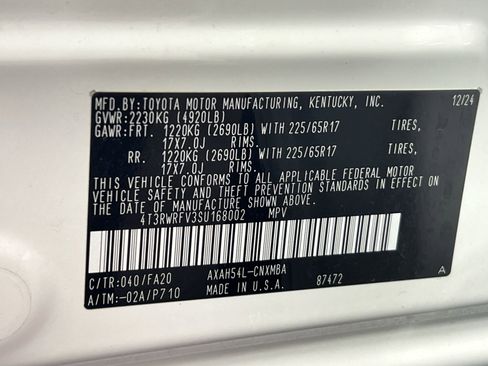 MFD.BY:TOYOTA MOTOR MANUFACTURING, KENTUCKY, INC. 12/24
GVWR:2230KG (4920LB)
GAWR:FRT. 1220KG (2690LB) WITH 225/65R17 TIRES,
17X7.0J RIMS.
RR. 1220KG (2690LB) WITH 225/65R17 TIRES,
17X7.0J RIMS.
THIS VEHICLE CONFORMS TO ALL APPLICABLE FEDERAL MOTOR
VEHICLE SAFETY AND THEFT PREVENTION STANDARDS IN EFFECT
ON THE DATE OF MANUFACTURE SHOWN ABOVE.
4T3RWRFV3SU168002 MPV
C/TR:040/FA20 AXAH54L-CNXMBA 87472
A/TM:-02A/P710 A